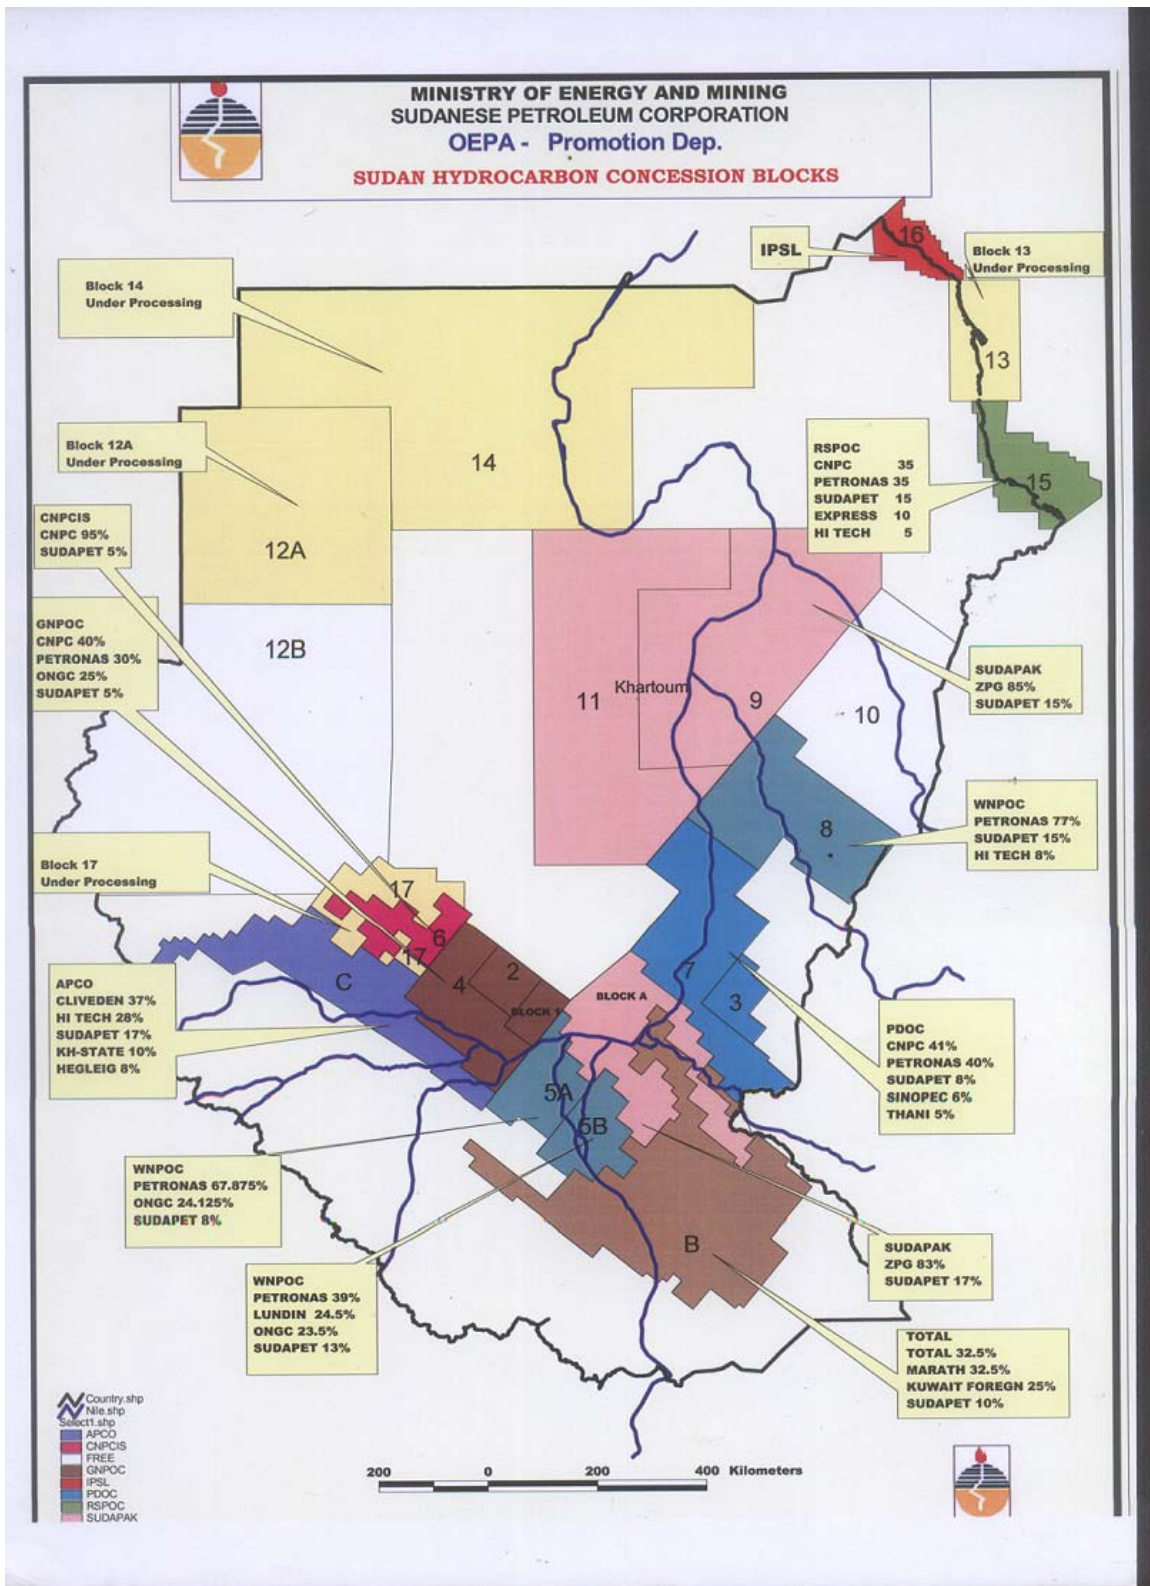 MINISTRY OF ENERGY AND MINING
SUDANESE PETROLEUM CORPORATION
OEPA - Promotion Dep.
SUDAN HYDROCARBON CONCESSION BLOCKS
16
IPSL
Block 13
Under Processing
13
Block 14
Under Processing
14
Block 12A
Under Processing
12A
RSPOC
CNPC 35
PETRONAS 35
SUDAPET 15
EXPRESS 10
HI TECH 5
15
CNPCIS
CNPC 95%
SUDAPET 5%
GNPOC
CNPC 40%
PETRONAS 30%
ONGC 25%
SUDAPET 5%
12B
11
Khartoum
9
10
SUDAPAK
ZPG 85%
SUDAPET 15%
8
WNPOC
PETRONAS 77%
SUDAPET 15%
HI TECH 8%
Block 17
Under Processing
17
6
17
C
4
2
BLOCK 1
BLOCK A
7
3
APCO
CLIVEDEN 37%
HI TECH 28%
SUDAPET 17%
KH-STATE 10%
HEGLEIG 8%
PDOC
CNPC 41%
PETRONAS 40%
SUDAPET 8%
SINOPEC 6%
THANI 5%
5A
5B
WNPOC
PETRONAS 67.875%
ONGC 24.125%
SUDAPET 8%
B
SUDAPAK
ZPG 83%
SUDAPET 17%
WNPOC
PETRONAS 39%
LUNDIN 24.5%
ONGC 23.5%
SUDAPET 13%
TOTAL
TOTAL 32.5%
MARATH 32.5%
KUWAIT FOREGN 25%
SUDAPET 10%
Country.shp
Nile.shp
Select1.shp
APCO
CNPCIS
FREE
GNPOC
IPSL
PDOC
RSPOC
SUDAPAK
200 0 200 400 Kilometers